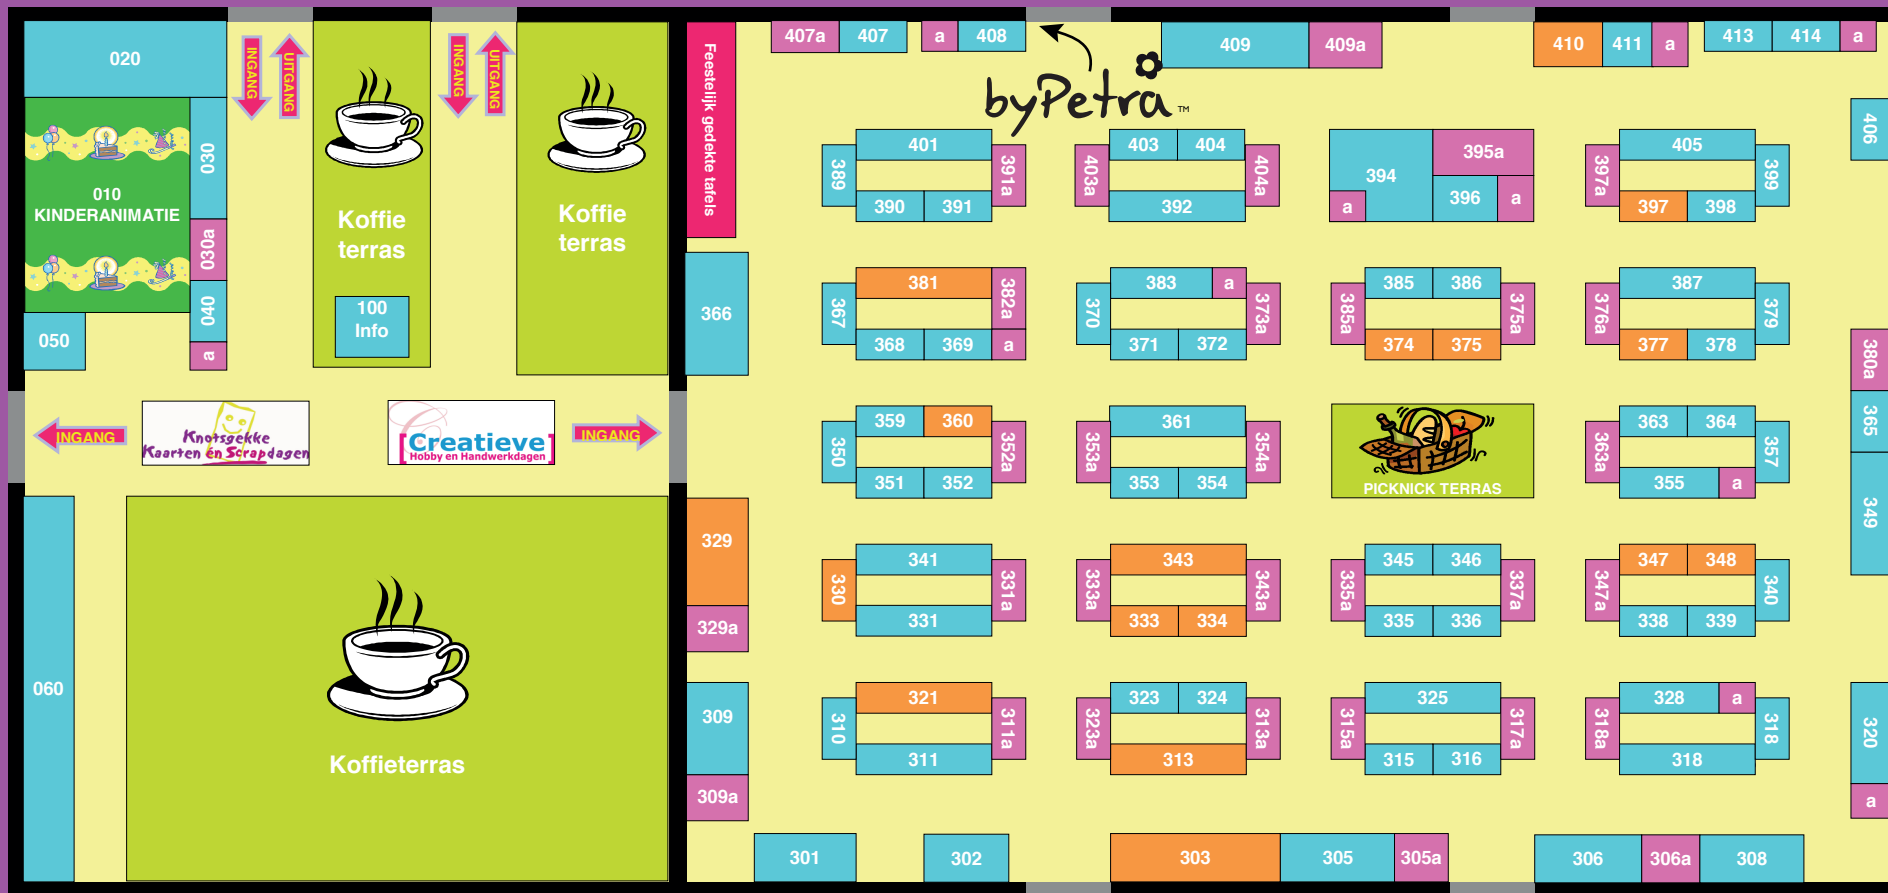 020
INGANG
UITGANG
INGANG
UITGANG
030
010
KINDERANIMATIE
030a
040
a
050
Koffie
terras
100
Info
Koffie
terras
INGANG
Knotsgekke
Kaarten én Scrapdagen
[Creatieve]
Hobby en Handwerkdagen
INGANG
060
Koffieterras
Feestelijk gedekte tafels
407a
407
a
408
byPetra™
409
409a
410
411
a
413
414
a
406
366
389
401
391a
390
391
403a
403
404
404a
392
394
a
395a
396
a
397a
405
399
397
398
367
381
382a
368
369
a
370
383
a
373a
371
372
385a
385
386
375a
374
375
376a
387
379
377
378
380a
365
349
350
359
360
352a
351
352
353a
361
354a
353
354
PICKNICK TERRAS
363a
363
364
357
355
a
329
329a
330
341
331a
331
333a
343
343a
333
334
335a
345
346
337a
335
336
347a
347
348
340
338
339
309
309a
310
321
311a
311
323a
323
324
313a
313
315a
325
317a
315
316
318a
328
a
318
318
320
a
301
302
303
305
305a
306
306a
308